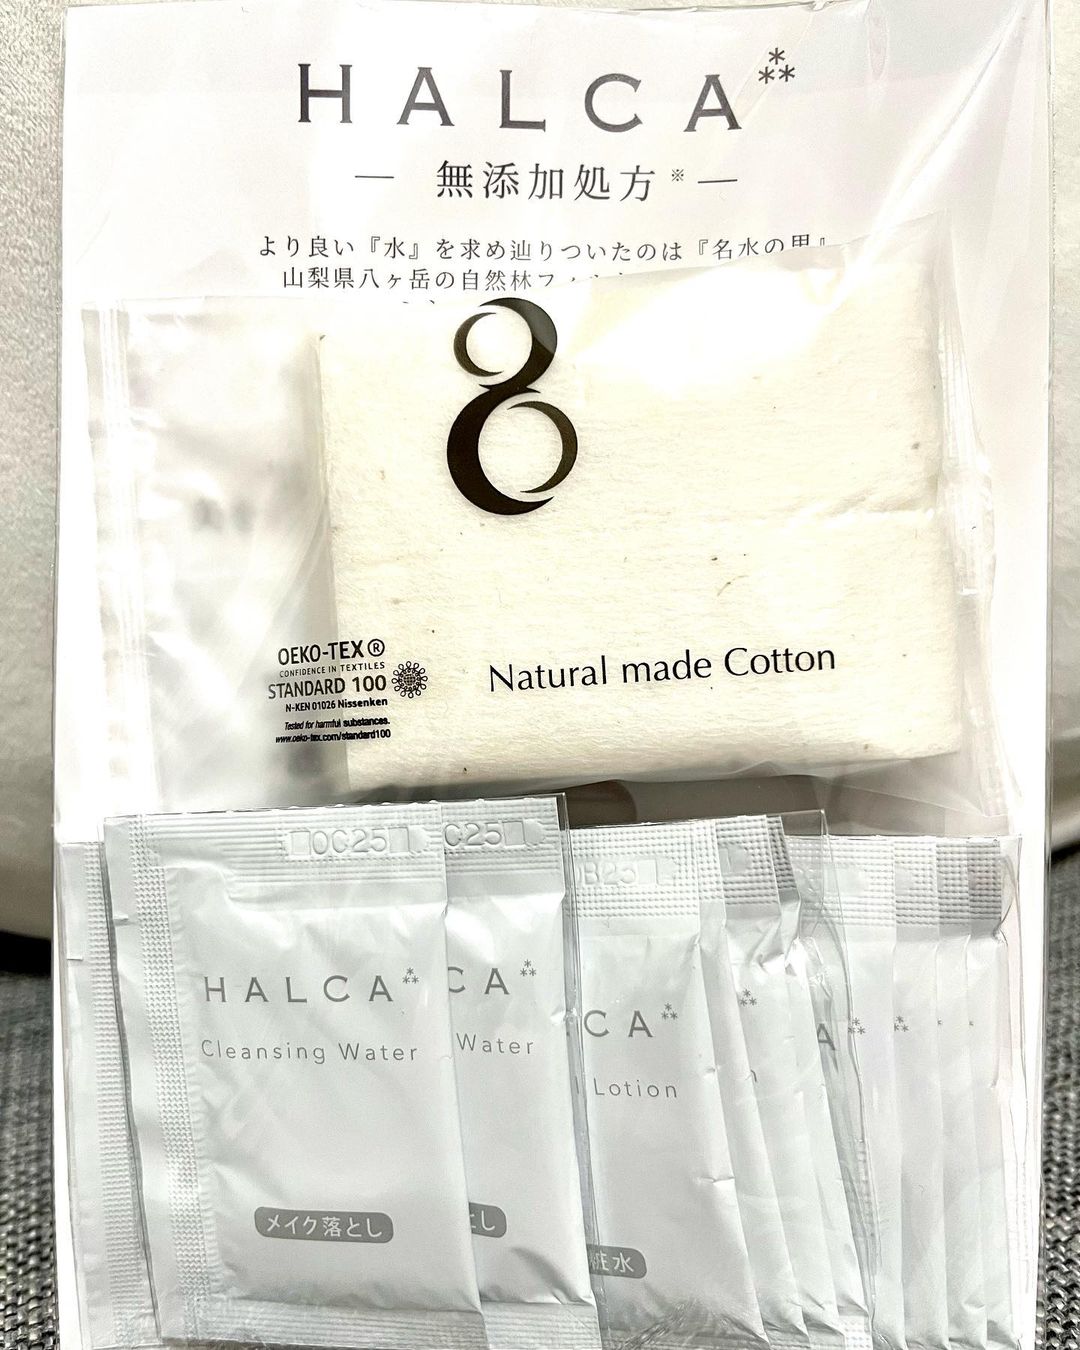 HALCA⁂
— 無添加処方※ —
より良い『水』を求め辿りついたのは『名水の里』
山梨県八ヶ岳の自然林フィ
8
OEKO-TEX®
CONFIDENCE IN TEXTILES
STANDARD 100
N-KEN 01026 Nissenken
Tested for harmful substances.
www.oeko-tex.com/standard100
Natural made Cotton
0C25
C25
0B25
HALCA⁂
Cleansing Water
メイク落とし
CA⁂
Water
とし
CA⁂
Lotion
粧水
A⁂